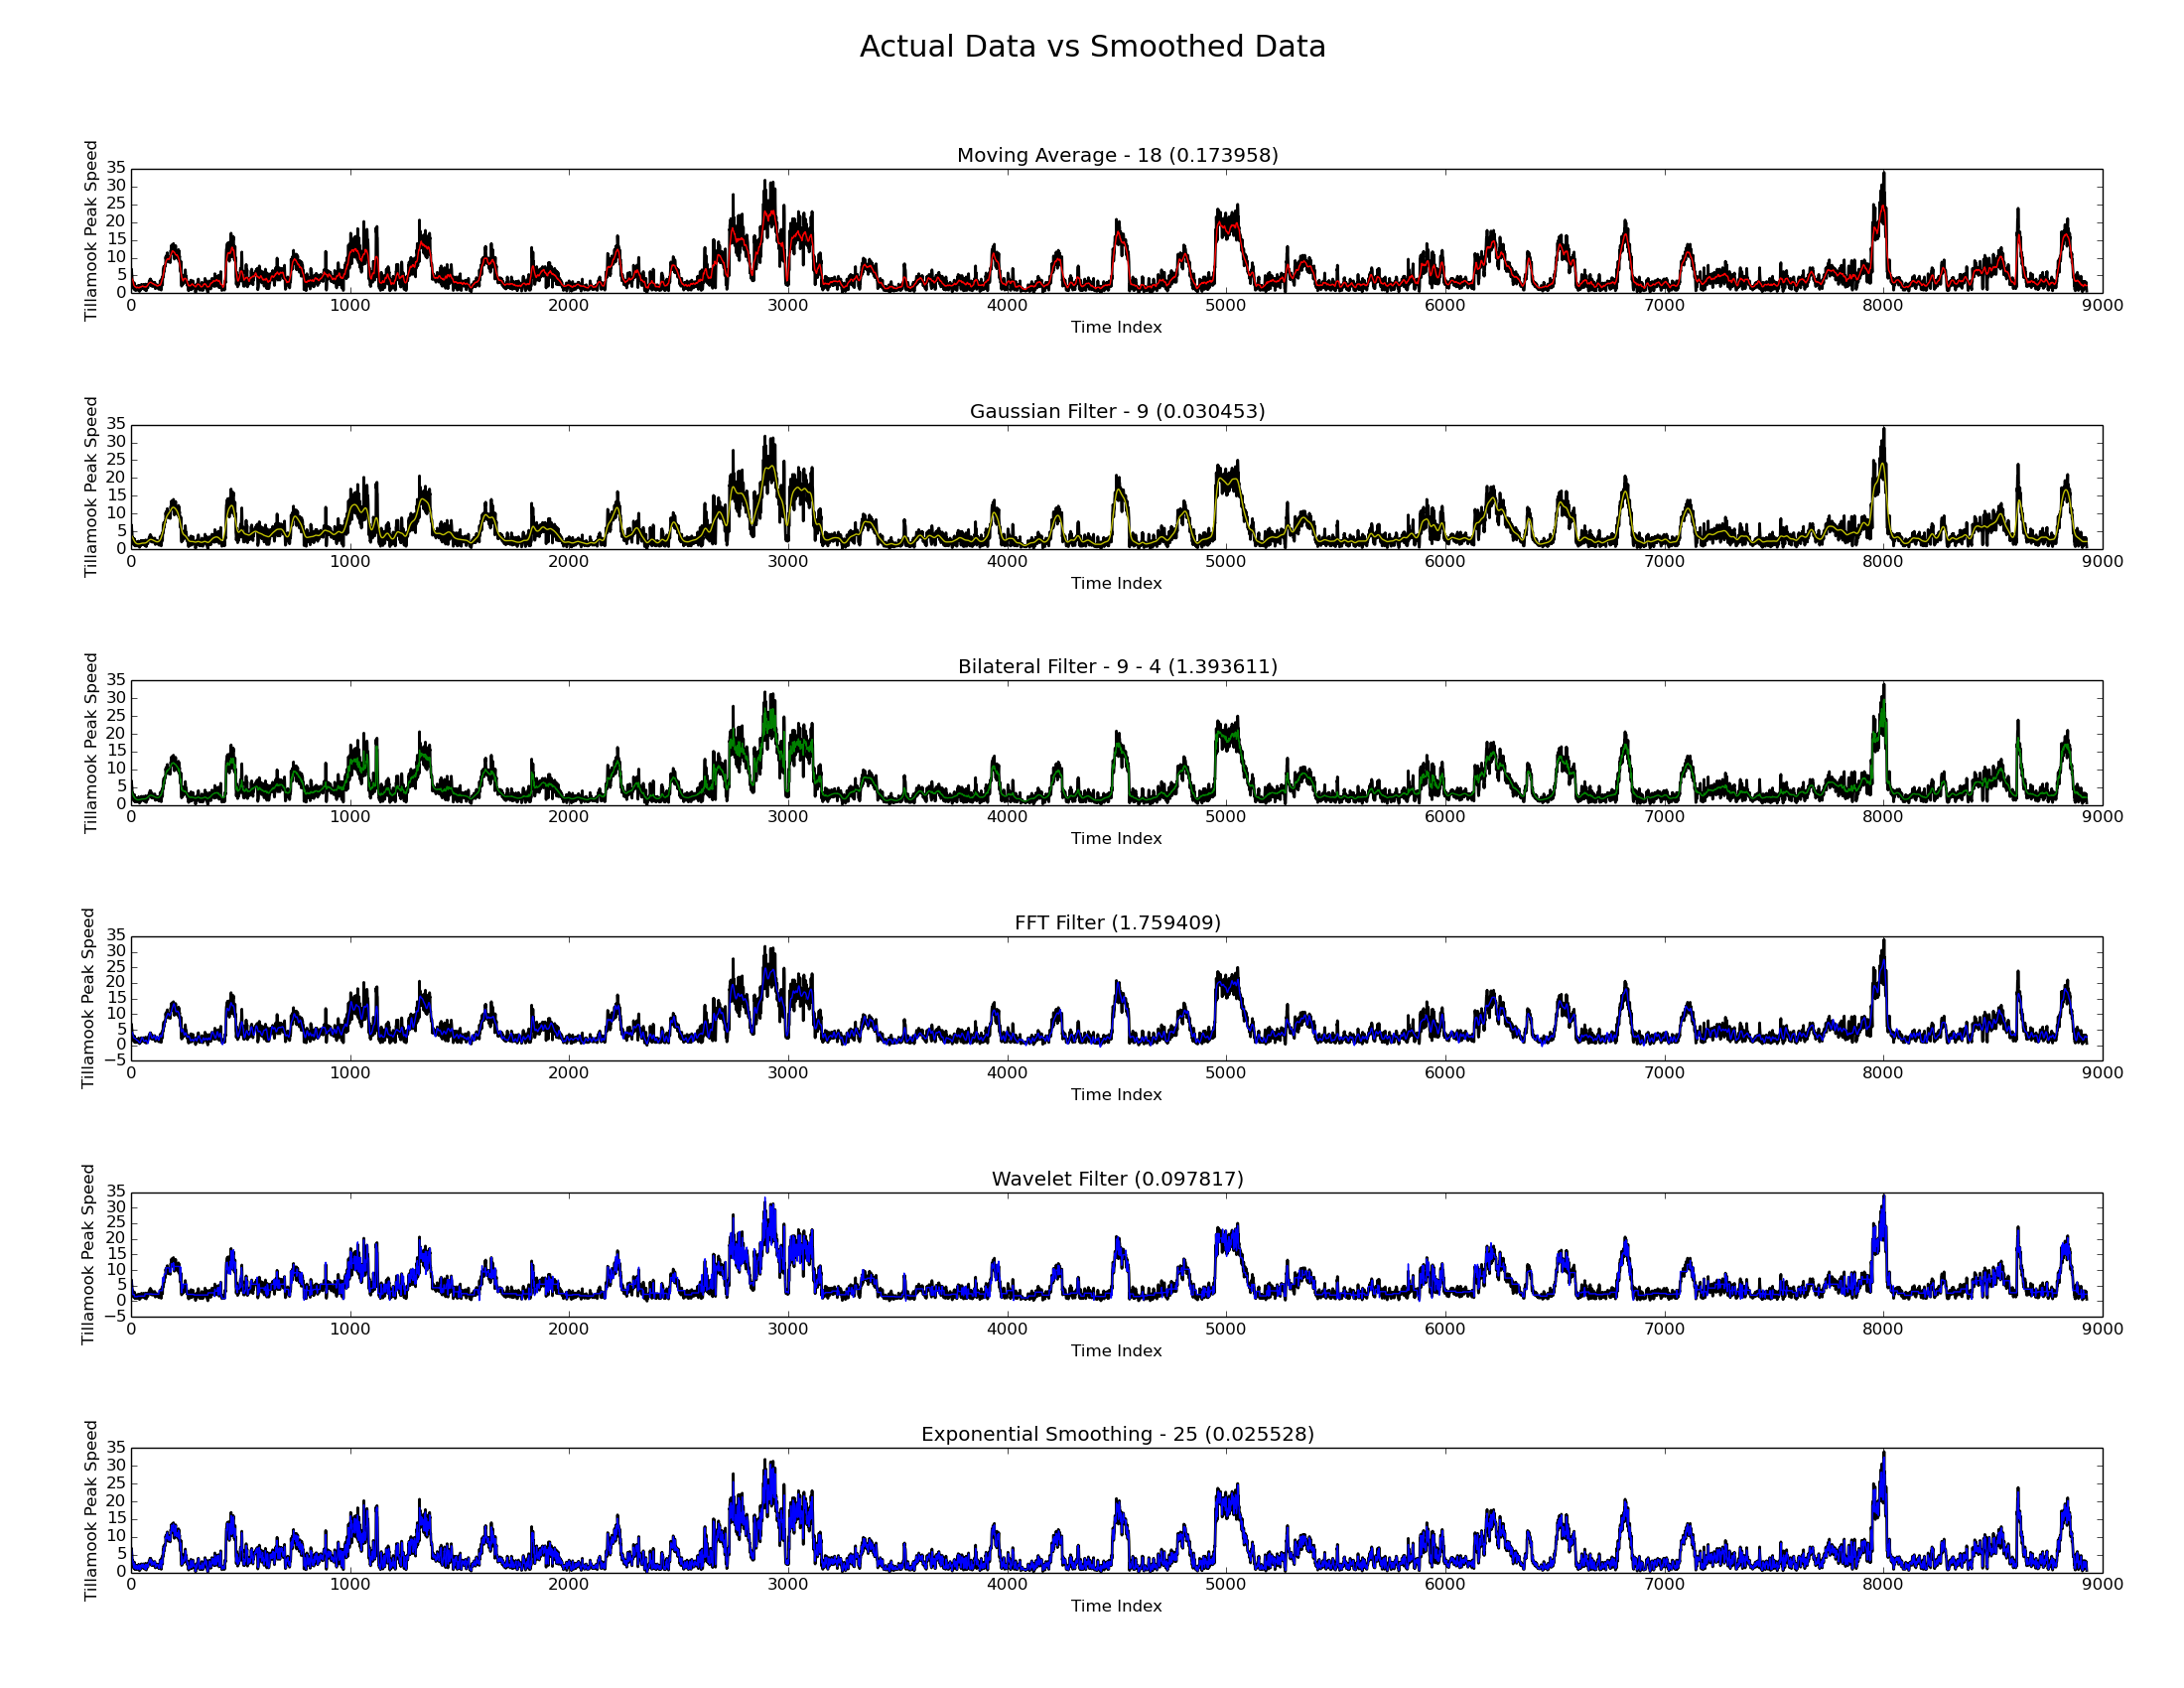 Actual Data vs Smoothed Data
Moving Average - 18 (0.173958)
Tillamook Peak Speed
35
30
25
20
15
10
5
0
0 1000 2000 3000 4000 5000 6000 7000 8000 9000
Time Index
Gaussian Filter - 9 (0.030453)
Tillamook Peak Speed
35
30
25
20
15
10
5
0
0 1000 2000 3000 4000 5000 6000 7000 8000 9000
Time Index
Bilateral Filter - 9 - 4 (1.393611)
Tillamook Peak Speed
35
30
25
20
15
10
5
0
0 1000 2000 3000 4000 5000 6000 7000 8000 9000
Time Index
FFT Filter (1.759409)
Tillamook Peak Speed
35
30
25
20
15
10
5
0
−5
0 1000 2000 3000 4000 5000 6000 7000 8000 9000
Time Index
Wavelet Filter (0.097817)
Tillamook Peak Speed
35
30
25
20
15
10
5
0
−5
0 1000 2000 3000 4000 5000 6000 7000 8000 9000
Time Index
Exponential Smoothing - 25 (0.025528)
Tillamook Peak Speed
35
30
25
20
15
10
5
0
0 1000 2000 3000 4000 5000 6000 7000 8000 9000
Time Index